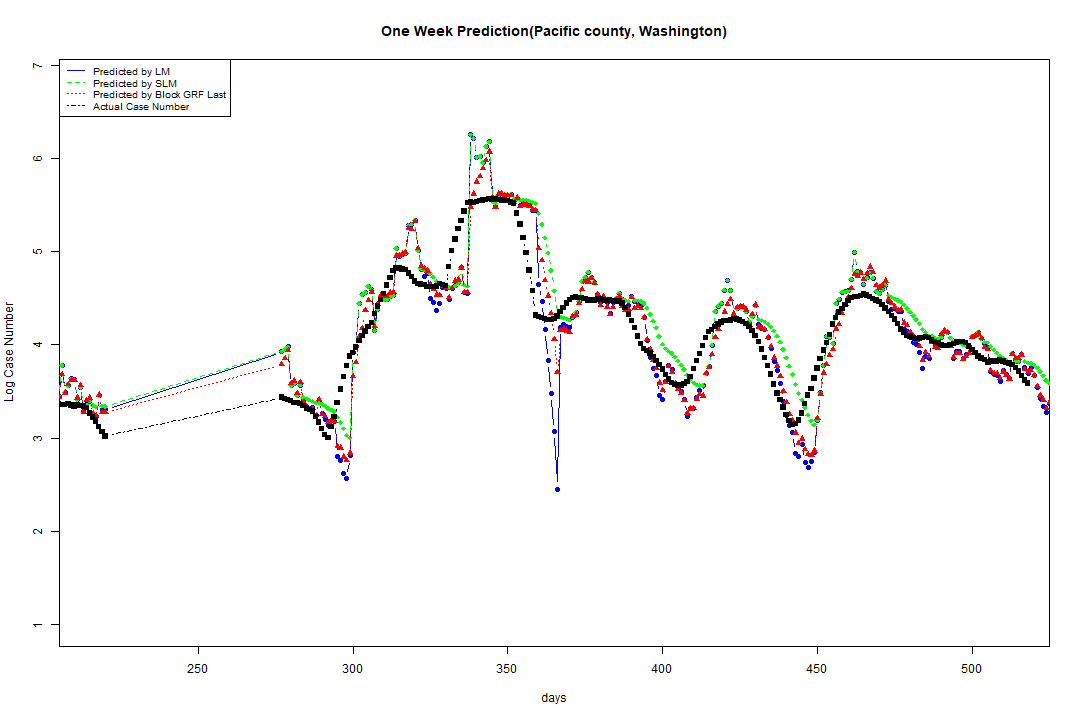 One Week Prediction(Pacific county, Washington)
Predicted by LM
Predicted by SLM
Predicted by Block GRF Last
Actual Case Number
7
6
5
4
3
2
1
Log Case Number
250 300 350 400 450 500
days